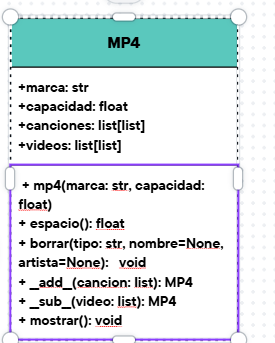 MP4
+marca: str
+capacidad: float
+canciones: list[list]
+videos: list[list]
+ mp4(marca: str, capacidad:
float)
+ espacio(): float
+ borrar(tipo: str, nombre=None,
artista=None): void
+ _add_(cancion: list): MP4
+ _sub_(video: list): MP4
+ mostrar(): void